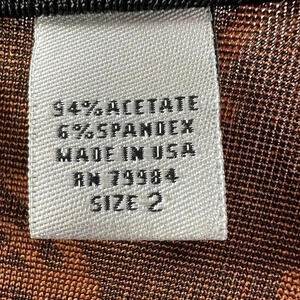 94% ACETATE
6% SPANDEX
MADE IN USA
RN 79984
SIZE 2